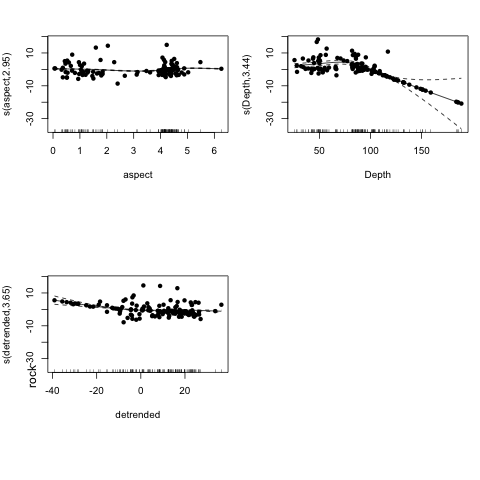 10
-10
-30
s(aspect,2.95)
0 1 2 3 4 5 6
aspect
10
-10
-30
s(Depth,3.44)
50 100 150
Depth
10
-10
-30
s(detrended,3.65)
rock
-40 -20 0 20
detrended